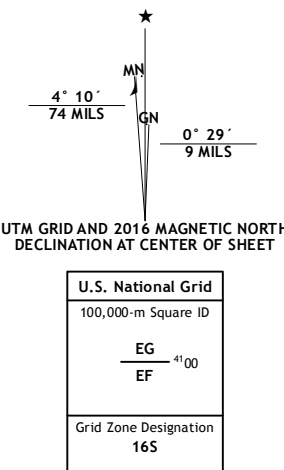 ★
MN
GN
4° 10´
74 MILS
0° 29´
9 MILS
UTM GRID AND 2016 MAGNETIC NORTH
DECLINATION AT CENTER OF SHEET
U.S. National Grid
100,000-m Square ID
EG
4100
EF
Grid Zone Designation
16S